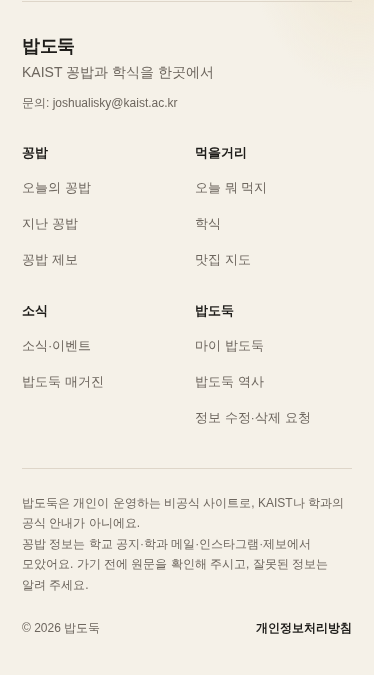 밥도둑
KAIST 꽁밥과 학식을 한곳에서
문의: joshualisky@kaist.ac.kr
꽁밥
오늘의 꽁밥
지난 꽁밥
꽁밥 제보
먹을거리
오늘 뭐 먹지
학식
맛집 지도
소식
소식·이벤트
밥도둑 매거진
밥도둑
마이 밥도둑
밥도둑 역사
정보 수정·삭제 요청
밥도둑은 개인이 운영하는 비공식 사이트로, KAIST나 학과의
공식 안내가 아니에요.
꽁밥 정보는 학교 공지·학과 메일·인스타그램·제보에서
모았어요. 가기 전에 원문을 확인해 주시고, 잘못된 정보는
알려 주세요.
© 2026 밥도둑
개인정보처리방침